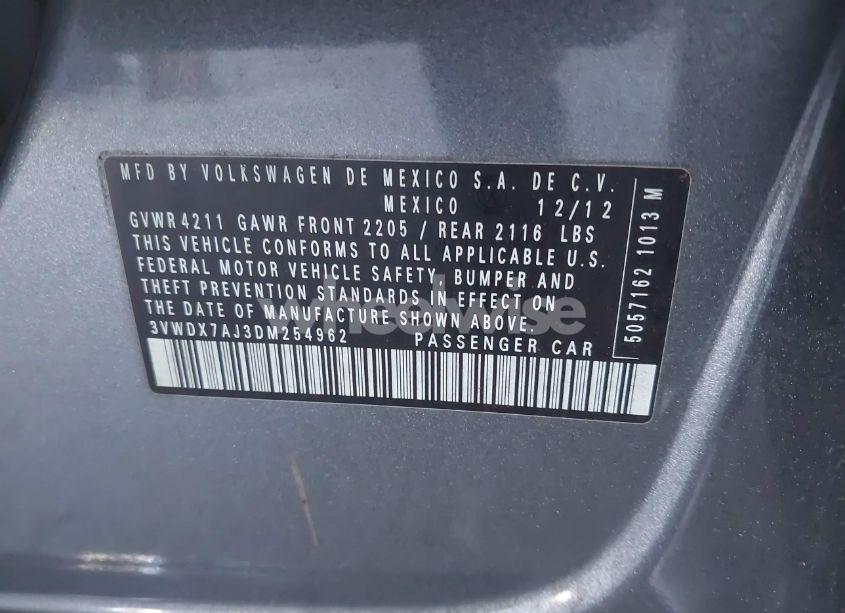 MFD BY VOLKSWAGEN DE MEXICO S.A. DE C.V.
MEXICO 12/12
GVWR 4211 GAWR FRONT 2205 / REAR 2116 LBS
THIS VEHICLE CONFORMS TO ALL APPLICABLE U.S.
FEDERAL MOTOR VEHICLE SAFETY, BUMPER AND
THEFT PREVENTION STANDARDS IN EFFECT ON
THE DATE OF MANUFACTURE SHOWN ABOVE.
3VWDX7AJ3DM254962 PASSENGER CAR
5057162 1013 M
wheelwise